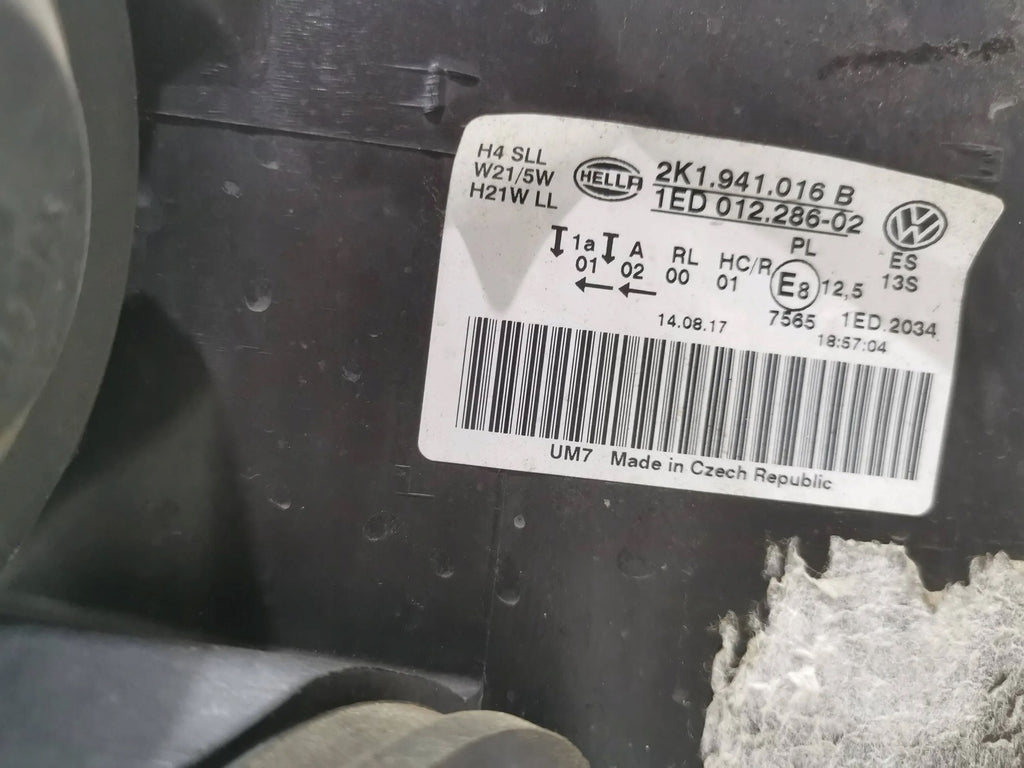 H4 SLL
W21/5W
H21W LL
HELLA
2K1.941.016 B
1ED 012.286-02
VW
1a A RL HC/R PL ES
01 02 00 01 E8 12,5 13S
14.08.17 7565 1ED.2034
18:57:04
UM7 Made in Czech Republic